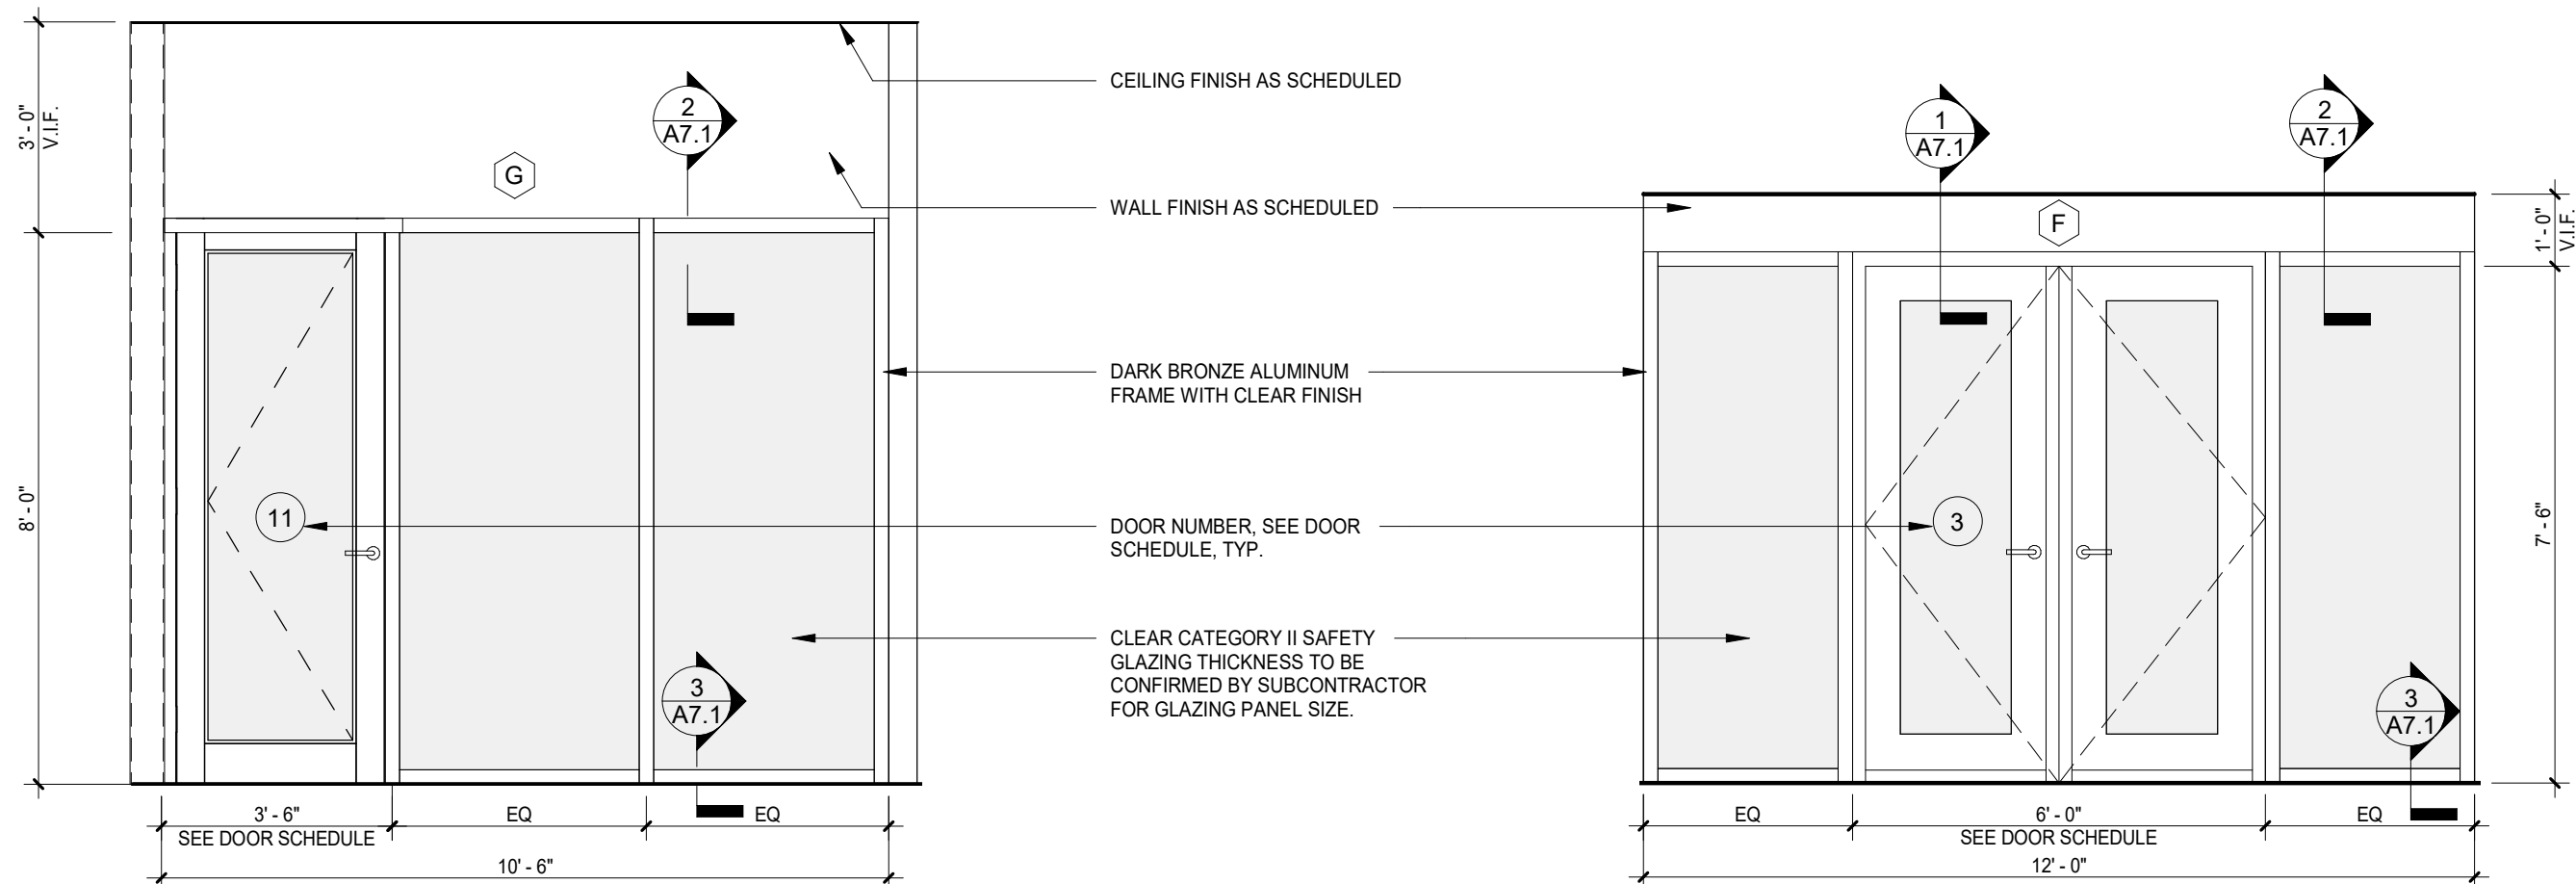 3' - 0"
V.I.F.
8' - 0"
2
A7.1
G
11
3
A7.1
3' - 6"
SEE DOOR SCHEDULE
EQ
EQ
10' - 6"
CEILING FINISH AS SCHEDULED
WALL FINISH AS SCHEDULED
DARK BRONZE ALUMINUM
FRAME WITH CLEAR FINISH
DOOR NUMBER, SEE DOOR
SCHEDULE, TYP.
CLEAR CATEGORY II SAFETY
GLAZING THICKNESS TO BE
CONFIRMED BY SUBCONTRACTOR
FOR GLAZING PANEL SIZE.
1
A7.1
2
A7.1
F
1' - 0"
V.I.F.
3
7' - 6"
3
A7.1
EQ
6' - 0"
SEE DOOR SCHEDULE
EQ
12' - 0"